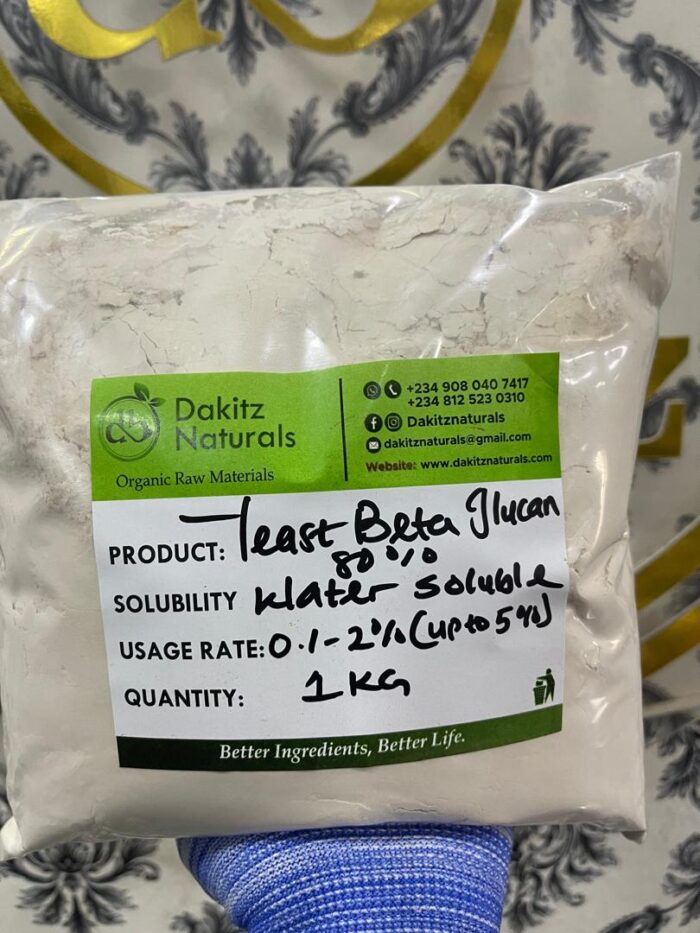 Dakitz
Naturals
Organic Raw Materials
+234 908 040 7417
+234 812 523 0310
Dakitznaturals
dakitznaturals@gmail.com
Website: www.dakitznaturals.com
PRODUCT: Yeast Beta Glucan
80%
SOLUBILITY Water soluble
USAGE RATE: 0.1-2% (up to 5%)
QUANTITY: 1KG
Better Ingredients, Better Life.